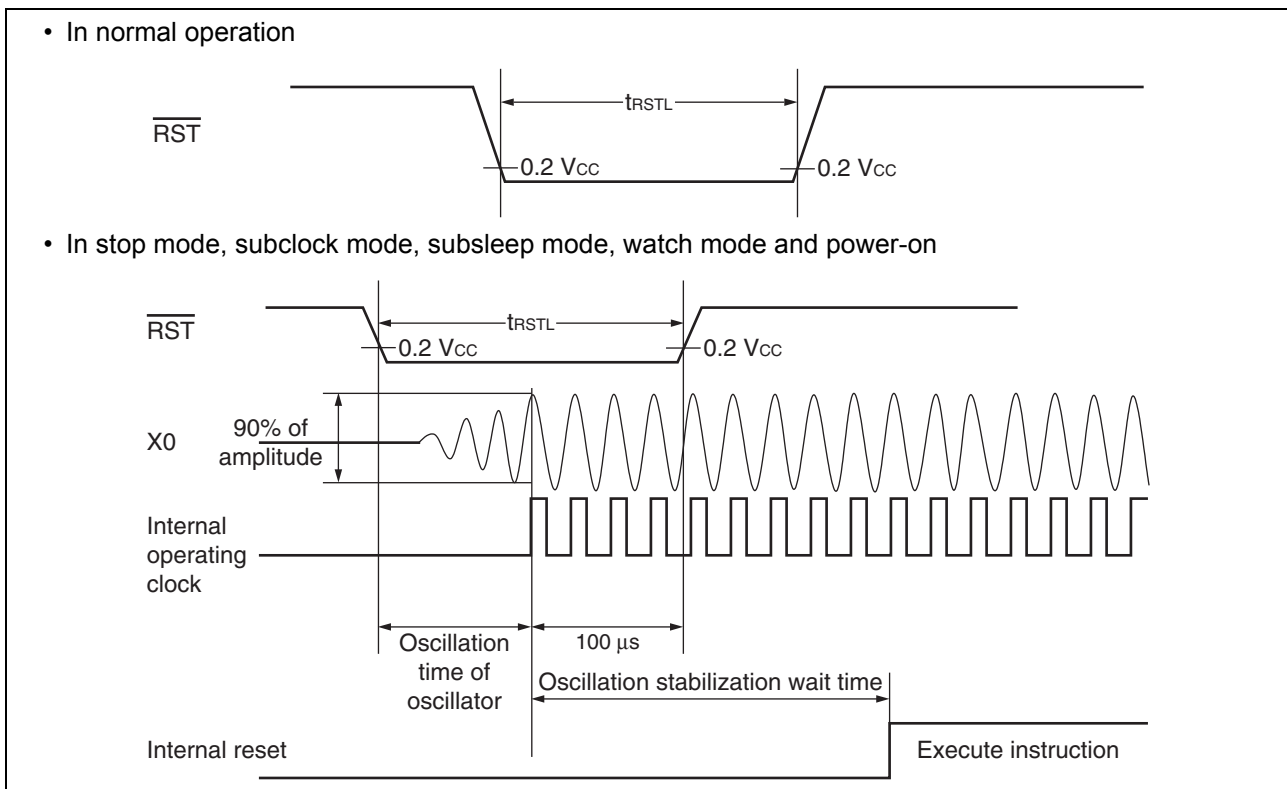 • In normal operation
tRSTL
RST
0.2 VCC
0.2 VCC
• In stop mode, subclock mode, subsleep mode, watch mode and power-on
RST
tRSTL
0.2 VCC
0.2 VCC
X0
90% of
amplitude
Internal
operating
clock
Oscillation
time of
oscillator
100 μs
Oscillation stabilization wait time
Internal reset
Execute instruction